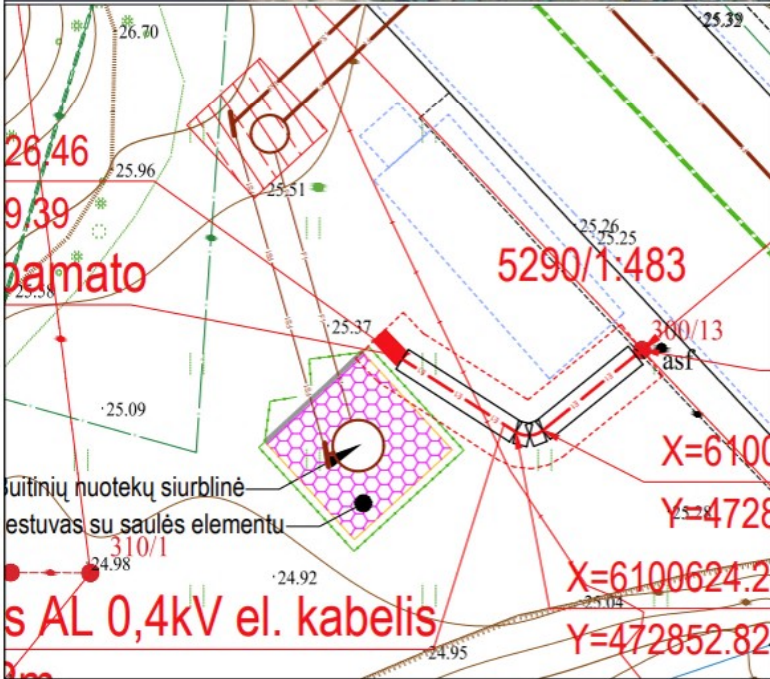 25.32
26.70
26.46
25.96
25.51
9.39
25.26
25.25
5290/1:483
pamato
25.58
25.37
300/13
asf
25.09
X=6100
Buitinių nuotekų siurblinė
Y=4728
25.28
estuvas su saulės elementu
310/1
24.98
24.92
X=6100624.2
25.04
s AL 0,4kV el. kabelis
Y=472852.82
24.95